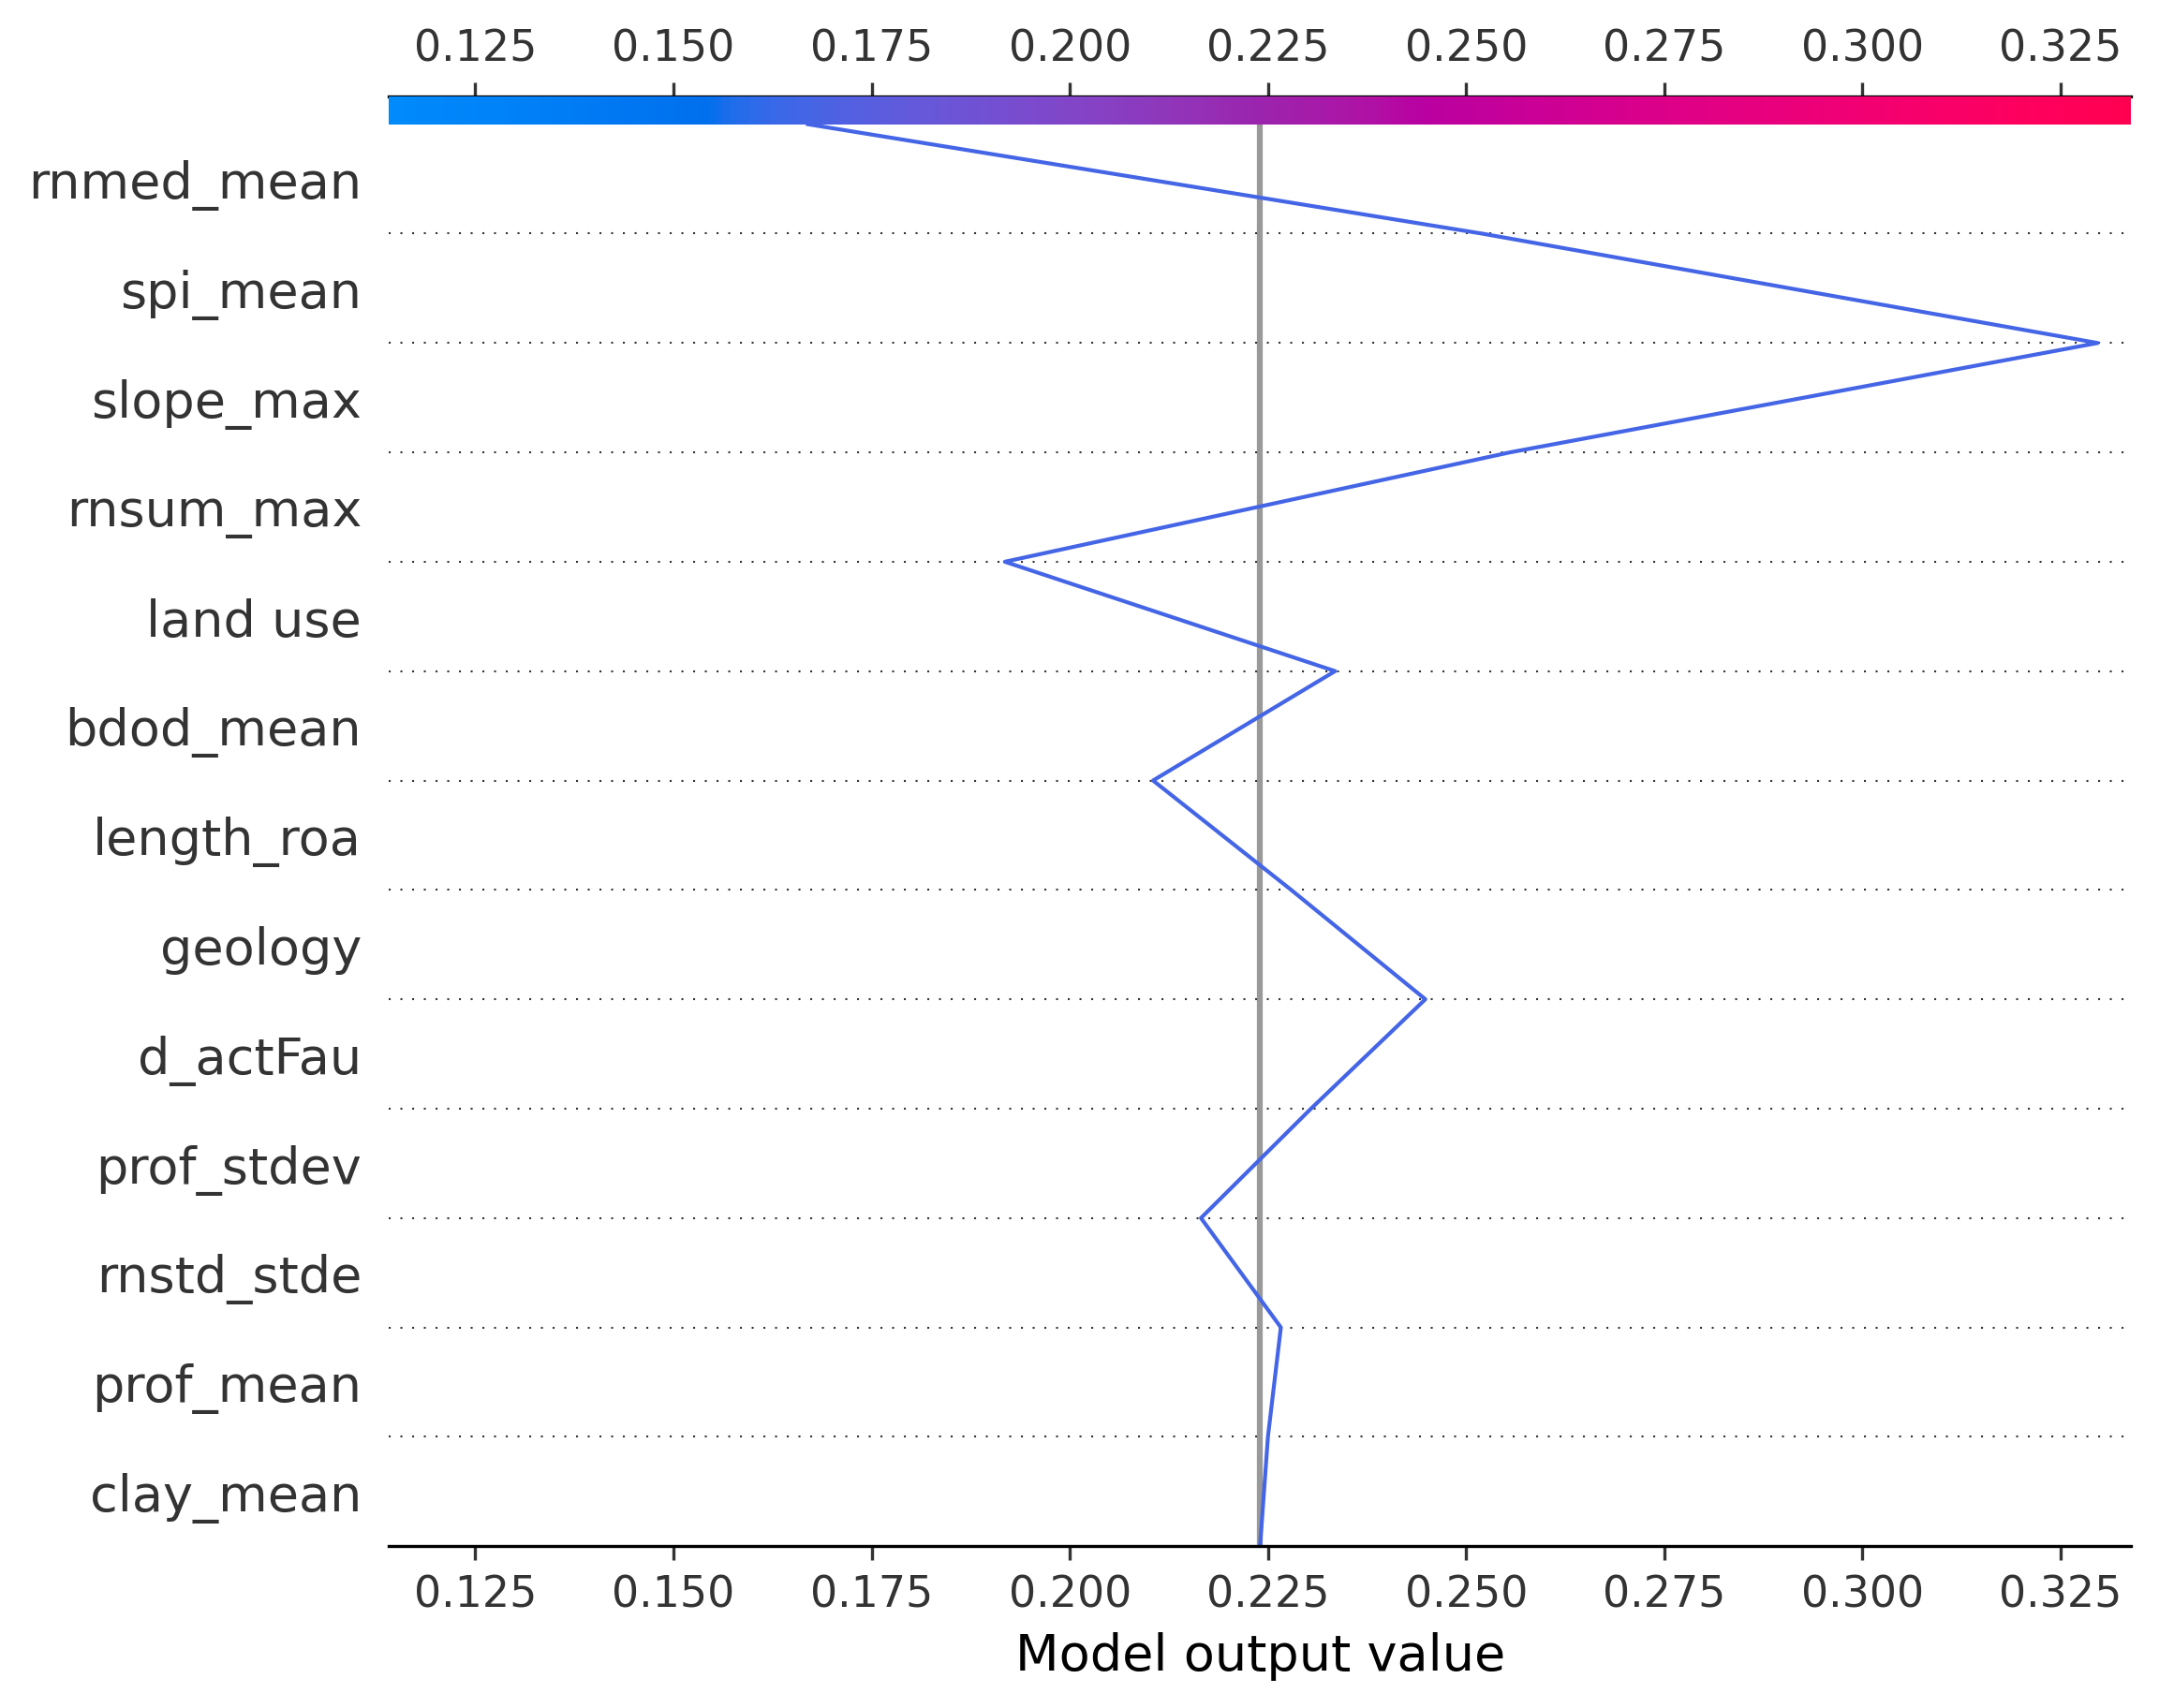 0.125 0.150 0.175 0.200 0.225 0.250 0.275 0.300 0.325
rnmed_mean
spi_mean
slope_max
rnsum_max
land use
bdod_mean
length_roa
geology
d_actFau
prof_stdev
rnstd_stde
prof_mean
clay_mean
0.125 0.150 0.175 0.200 0.225 0.250 0.275 0.300 0.325
Model output value